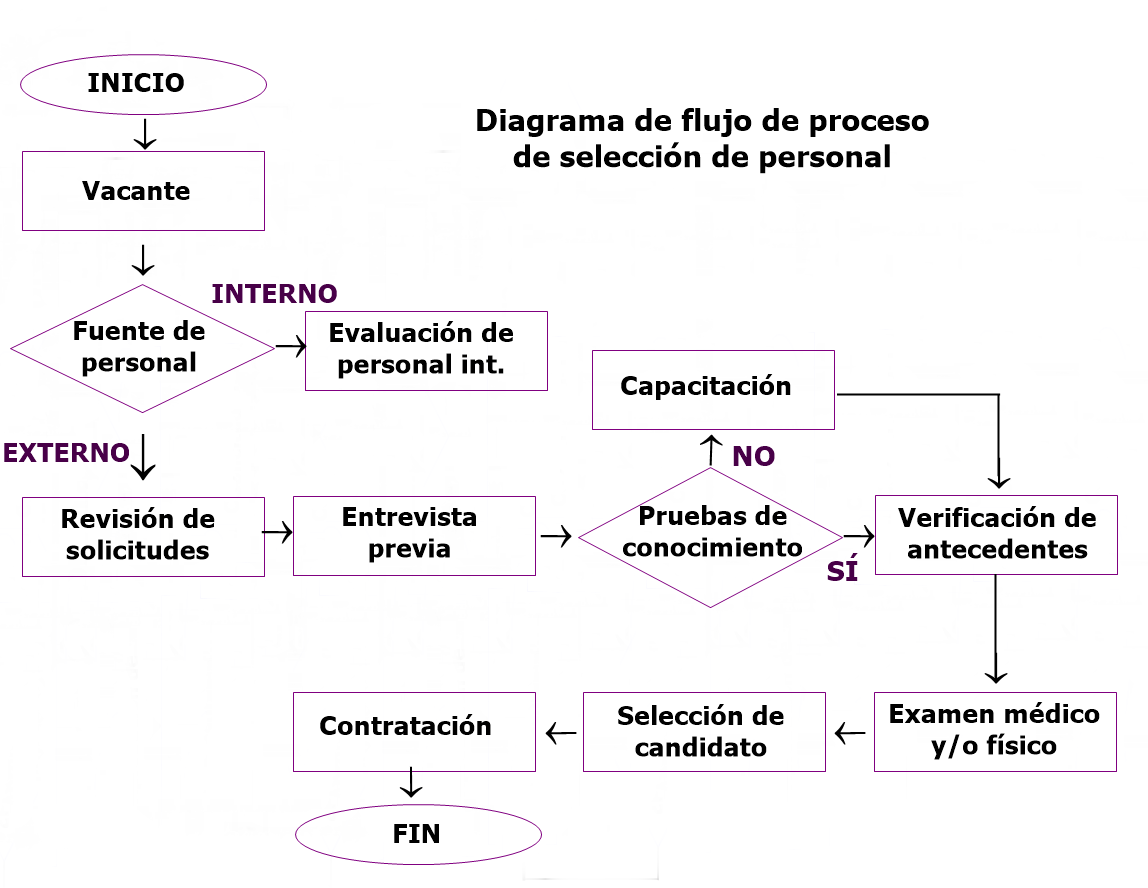 INICIO
Diagrama de flujo de proceso
de selección de personal
Vacante
INTERNO
Fuente de
personal
Evaluación de
personal int.
Capacitación
EXTERNO
NO
Revisión de
solicitudes
Entrevista
previa
Pruebas de
conocimiento
SÍ
Verificación de
antecedentes
Contratación
Selección de
candidato
Examen médico
y/o físico
FIN